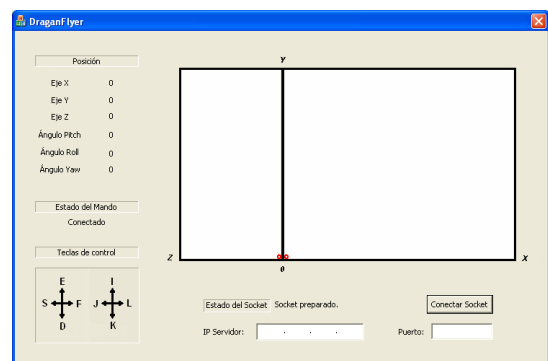 DraganFlyer
Posición
Eje X 0
Eje Y 0
Eje Z 0
Ángulo Pitch 0
Ángulo Roll 0
Ángulo Yaw 0
Estado del Mando
Conectado
Teclas de control
E
S F
D
I
J L
K
Y
Z X
0
Estado del Socket Socket preparado. Conectar Socket
IP Servidor: . . . Puerto: